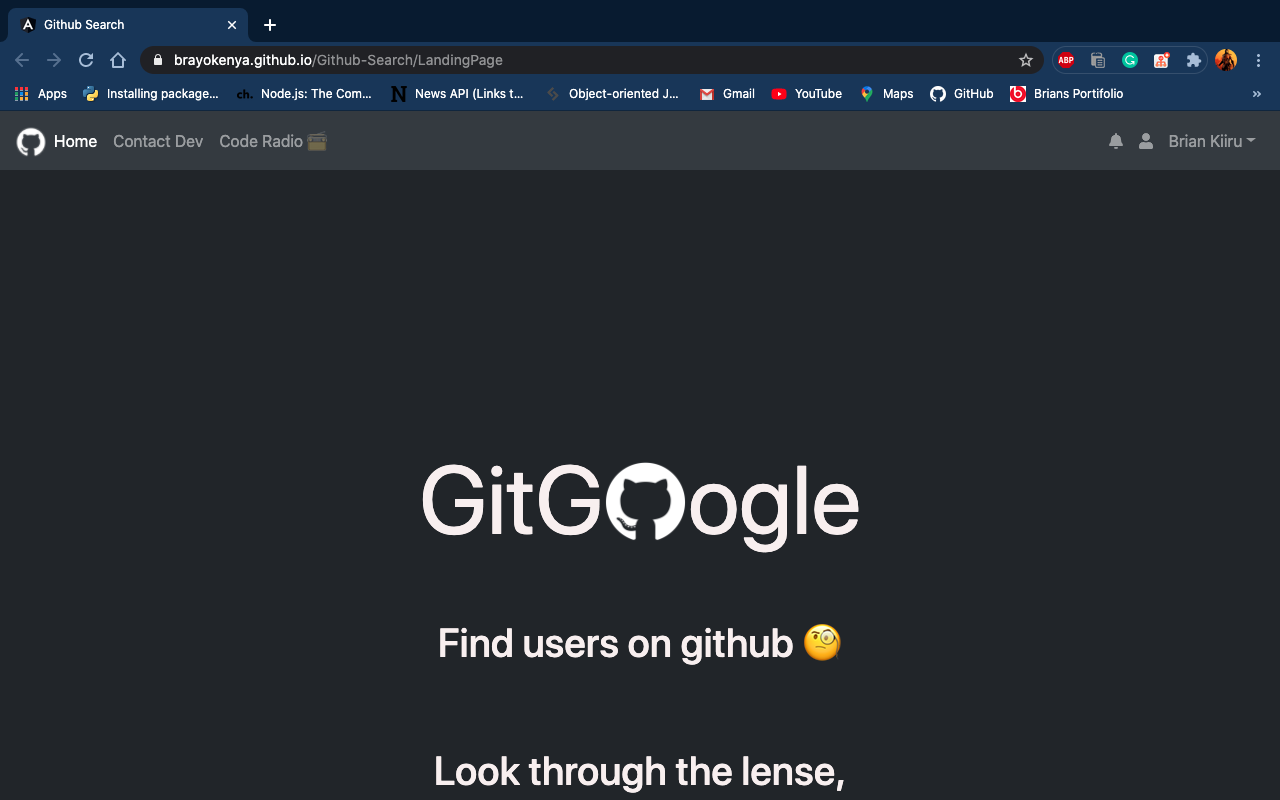 Github Search
brayokenya.github.io/Github-Search/LandingPage
ABP
G
Apps
Installing package...
ch. Node.js: The Com...
N News API (Links t...
Object-oriented J...
Gmail
YouTube
Maps
GitHub
Brians Portifolio
»
Home
Contact Dev
Code Radio 📻
Brian Kiiru
GitGoogle
Find users on github 🧐
Look through the lense,